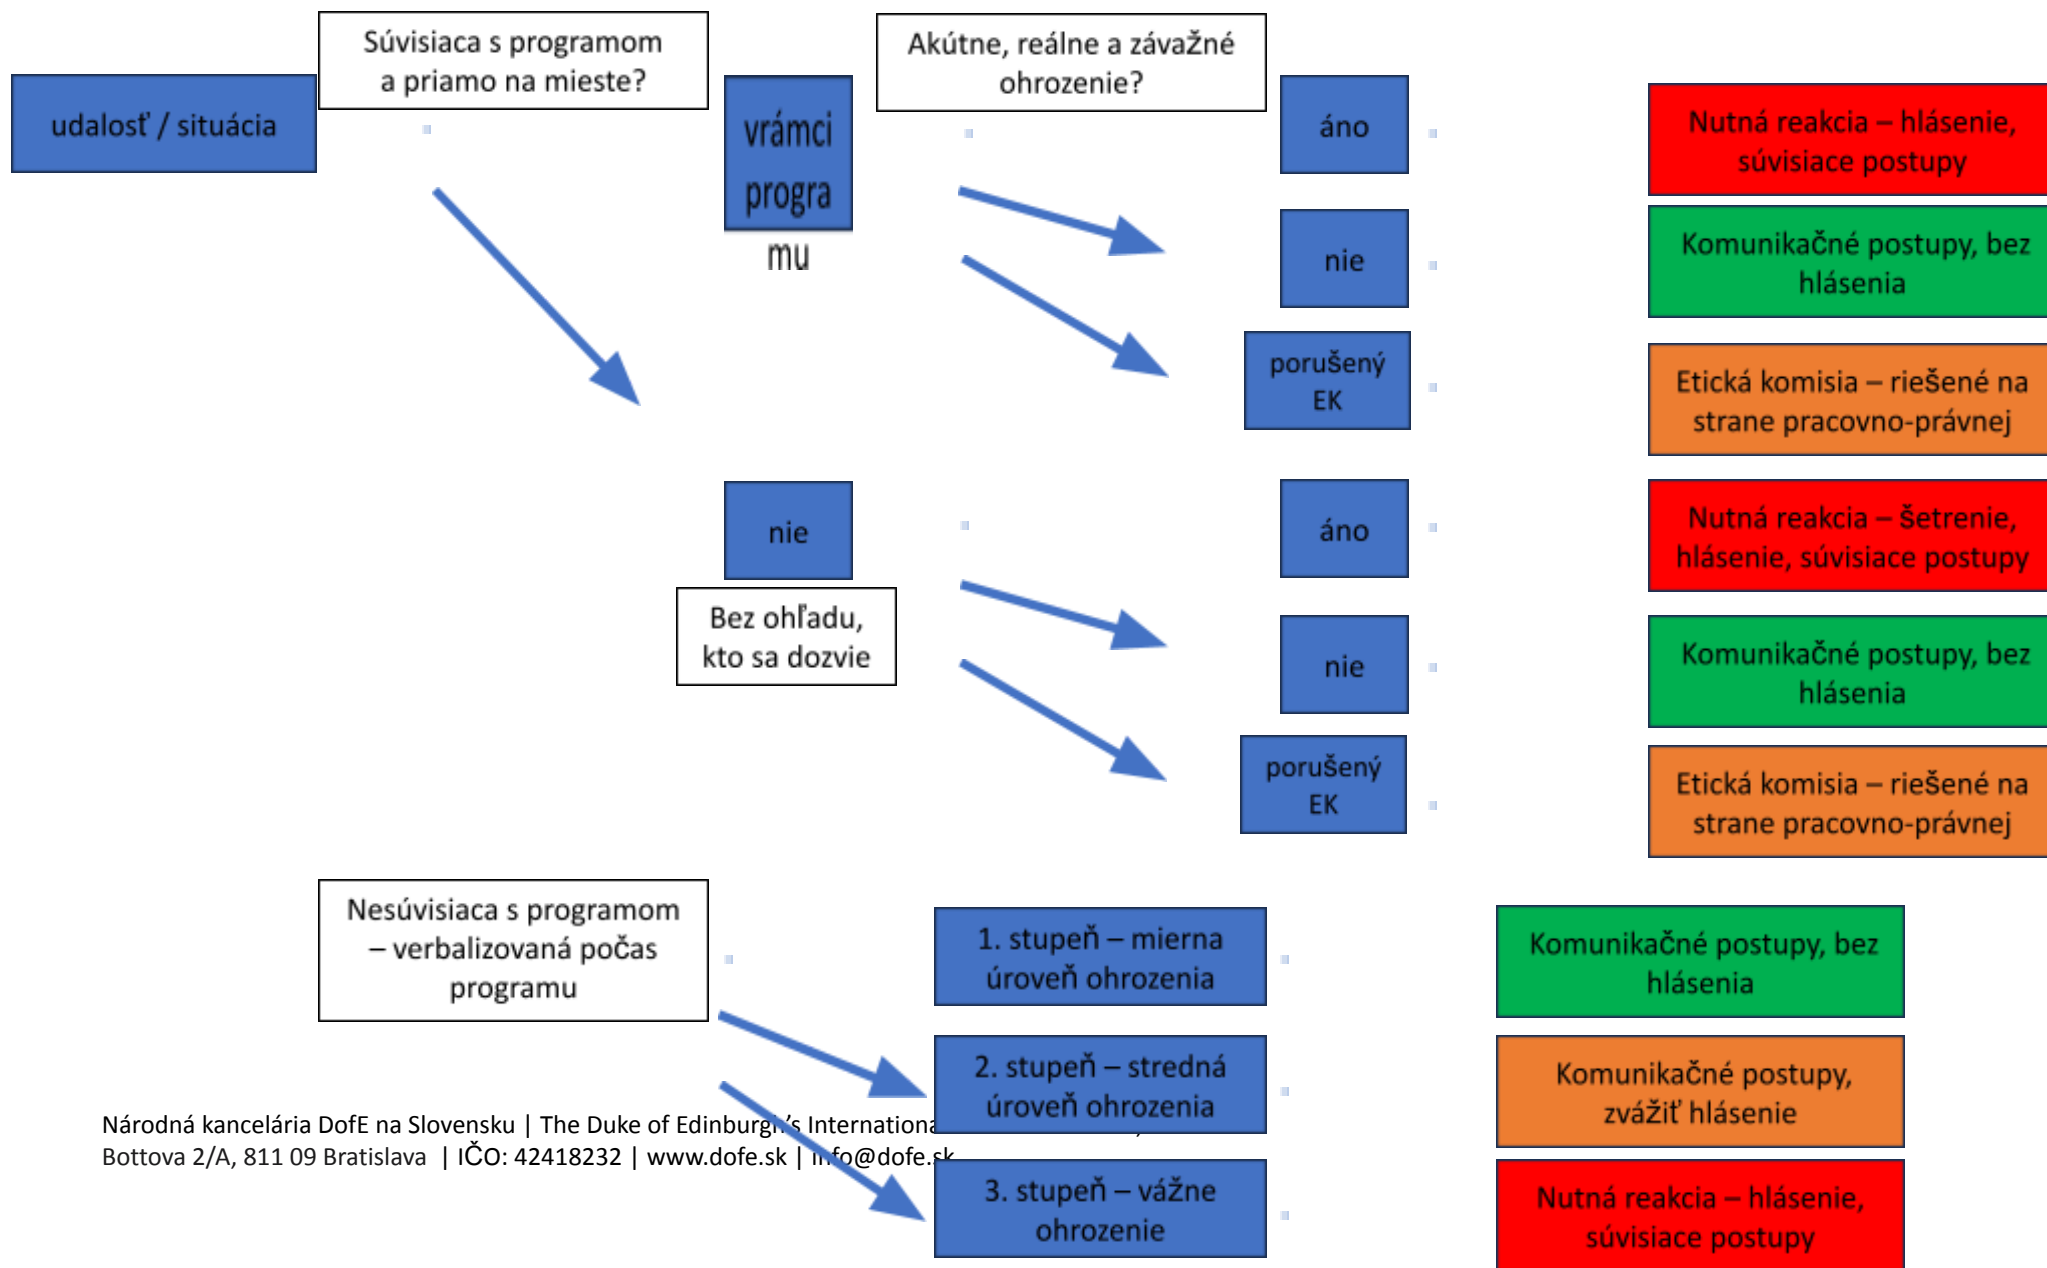 Súvisiaca s programom
a priamo na mieste?
Akútne, reálne a závažné
ohrozenie?
udalosť / situácia
vrámci
progra
mu
áno
Nutná reakcia – hlásenie,
súvisiace postupy
nie
Komunikačné postupy, bez
hlásenia
porušený
EK
Etická komisia – riešené na
strane pracovno-právnej
nie
Bez ohľadu,
kto sa dozvie
áno
Nutná reakcia – šetrenie,
hlásenie, súvisiace postupy
nie
Komunikačné postupy, bez
hlásenia
porušený
EK
Etická komisia – riešené na
strane pracovno-právnej
Nesúvisiaca s programom
– verbalizovaná počas
programu
1. stupeň – mierna
úroveň ohrozenia
Komunikačné postupy, bez
hlásenia
2. stupeň – stredná
úroveň ohrozenia
Komunikačné postupy,
zvážiť hlásenie
3. stupeň – vážne
ohrozenie
Nutná reakcia – hlásenie,
súvisiace postupy
Národná kancelária DofE na Slovensku | The Duke of Edinburgh's Internationa
Bottova 2/A, 811 09 Bratislava | IČO: 42418232 | www.dofe.sk | info@dofe.sk